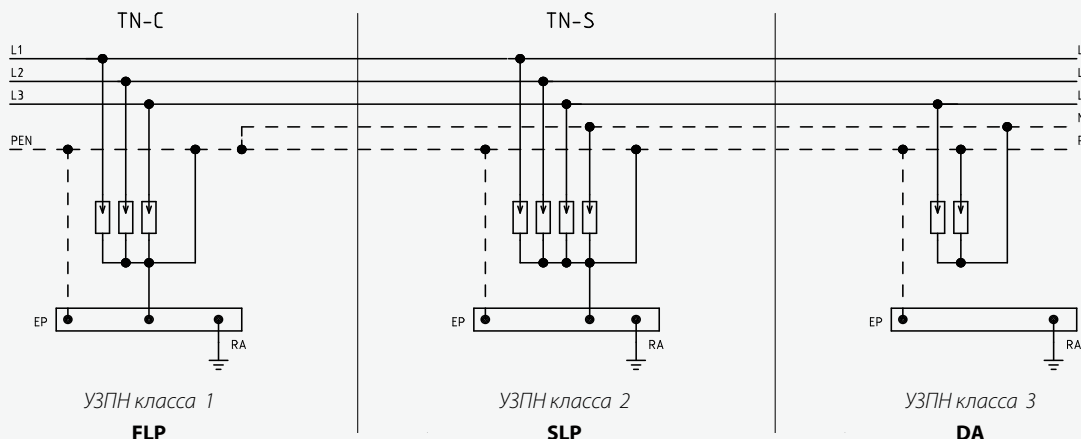 TN-C
TN-S
L1
L2
L3
PEN
EP
RA
EP
RA
EP
RA
УЗПН класса 1
УЗПН класса 2
УЗПН класса 3
FLP
SLP
DA